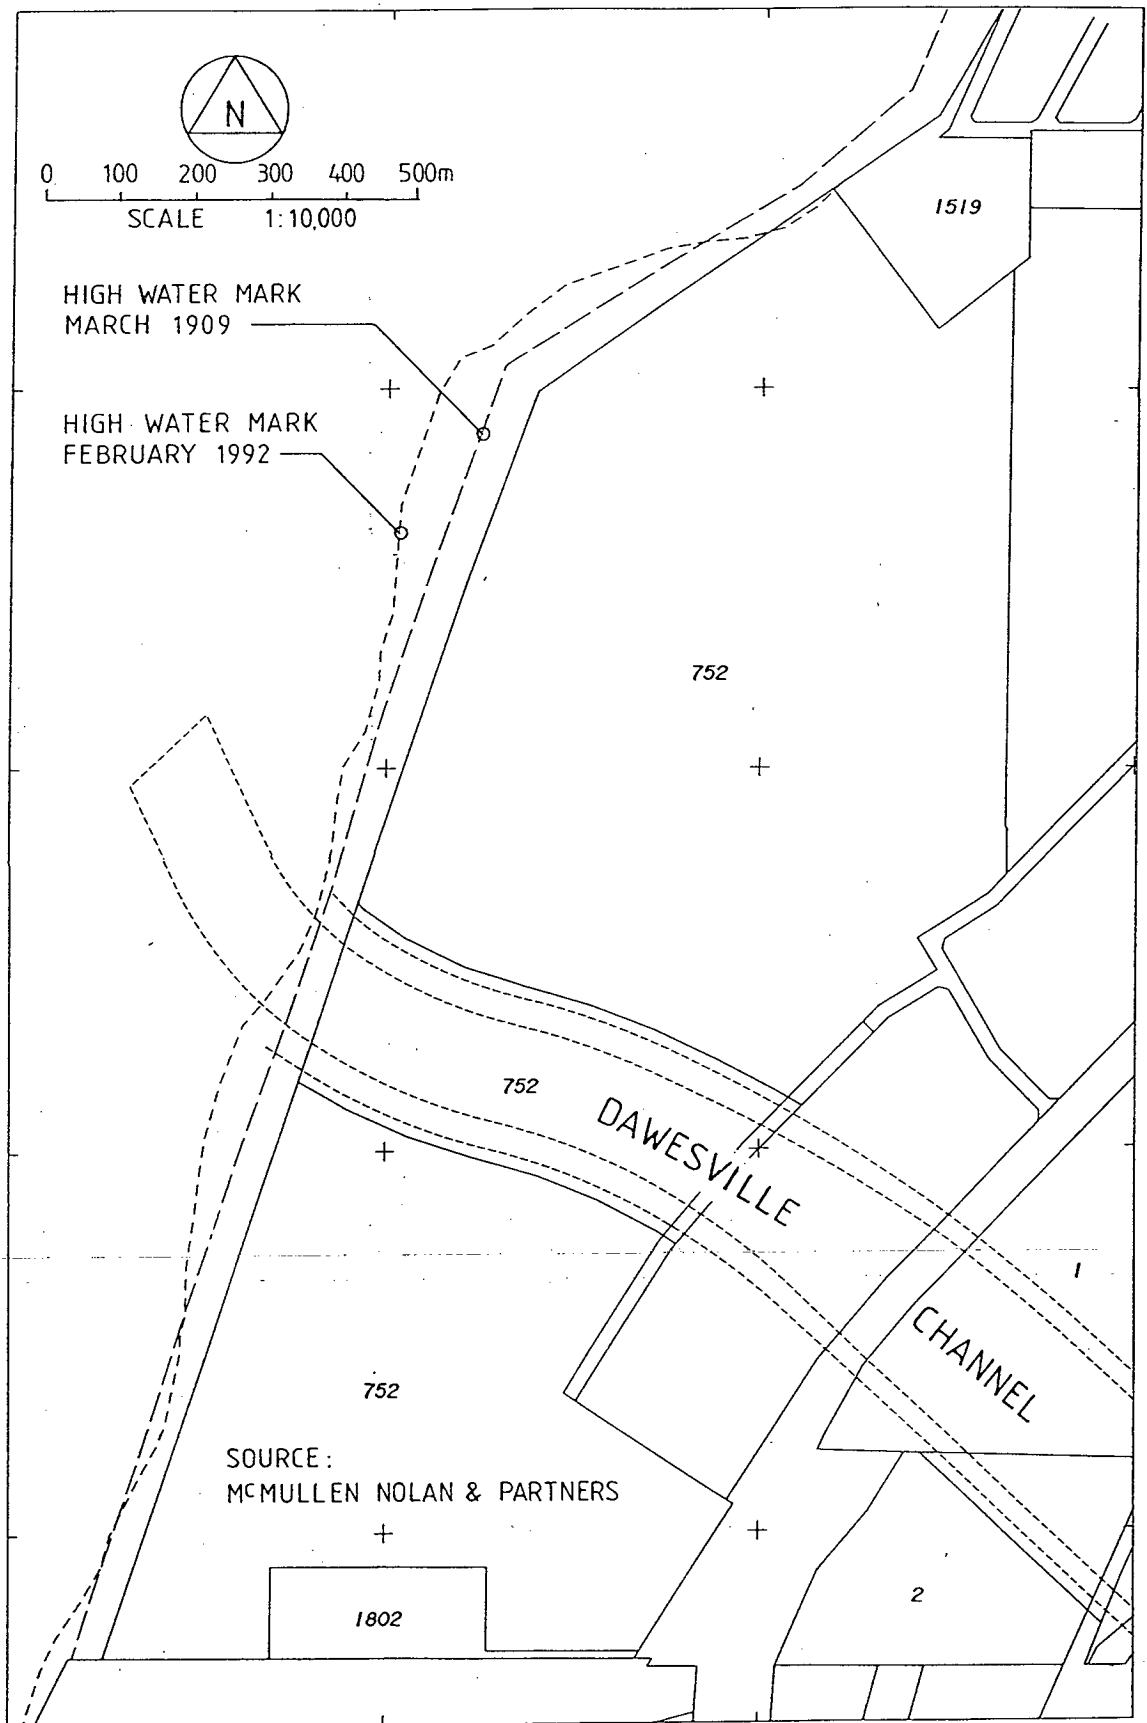 N
0 100 200 300 400 500m
SCALE 1:10,000
1519
HIGH WATER MARK
MARCH 1909
HIGH WATER MARK
FEBRUARY 1992
752
752
DAWESVILLE
CHANNEL
1
752
SOURCE:
McMULLEN NOLAN & PARTNERS
2
1802